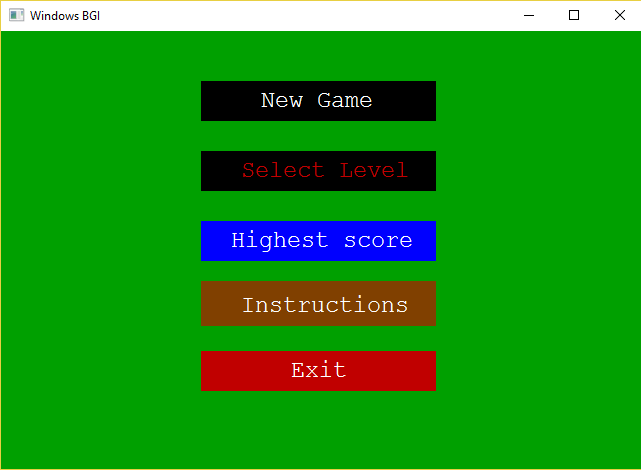 Windows BGI
New Game
Select Level
Highest score
Instructions
Exit